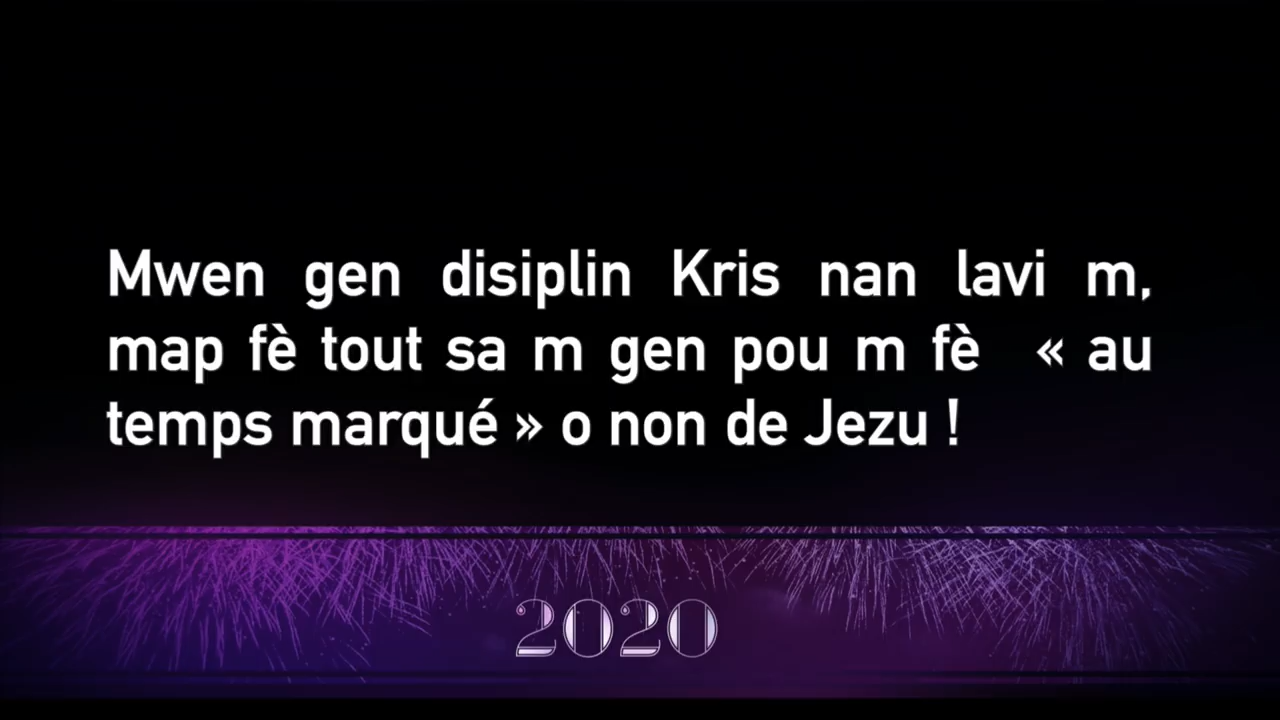 Mwen gen disiplin Kris nan lavi m,
map fè tout sa m gen pou m fè « au
temps marqué » o non de Jezu !
2020